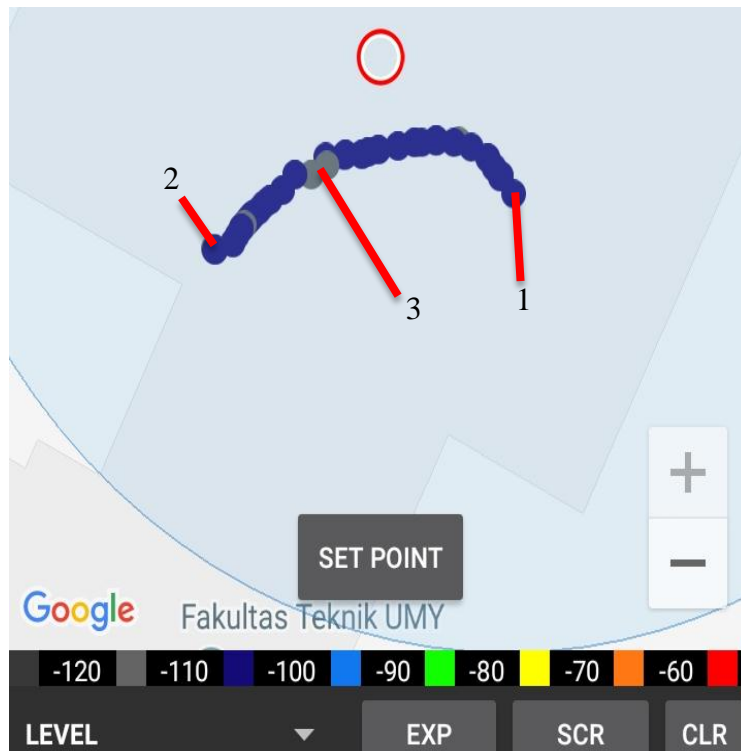 2
3
1
+
SET POINT
−
Google
Fakultas Teknik UMY
-120 -110 -100 -90 -80 -70 -60
LEVEL EXP SCR CLR